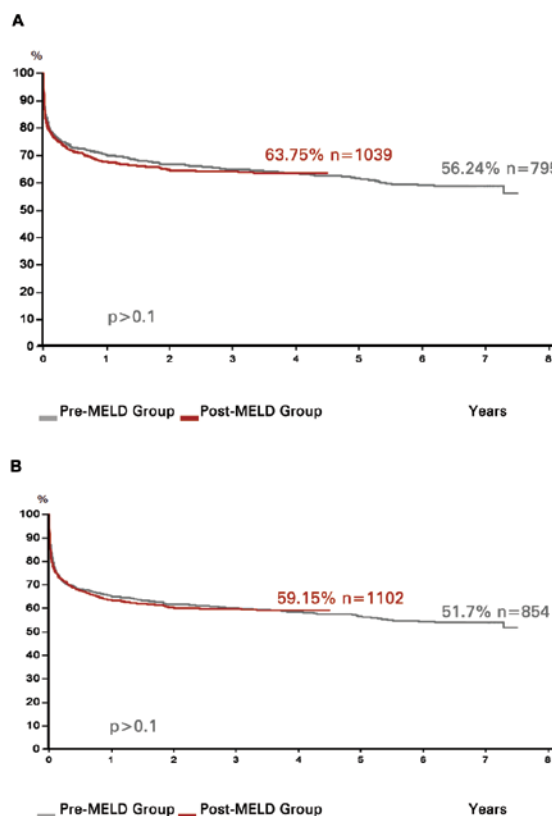 A
%
100
90
80
70
60
50
40
30
20
10
0
63.75% n=1039
56.24% n=795
p>0.1
0 1 2 3 4 5 6 7 8
Pre-MELD Group Post-MELD Group Years
B
%
100
90
80
70
60
50
40
30
20
10
0
59.15% n=1102
51.7% n=854
p>0.1
0 1 2 3 4 5 6 7 8
Pre-MELD Group Post-MELD Group Years